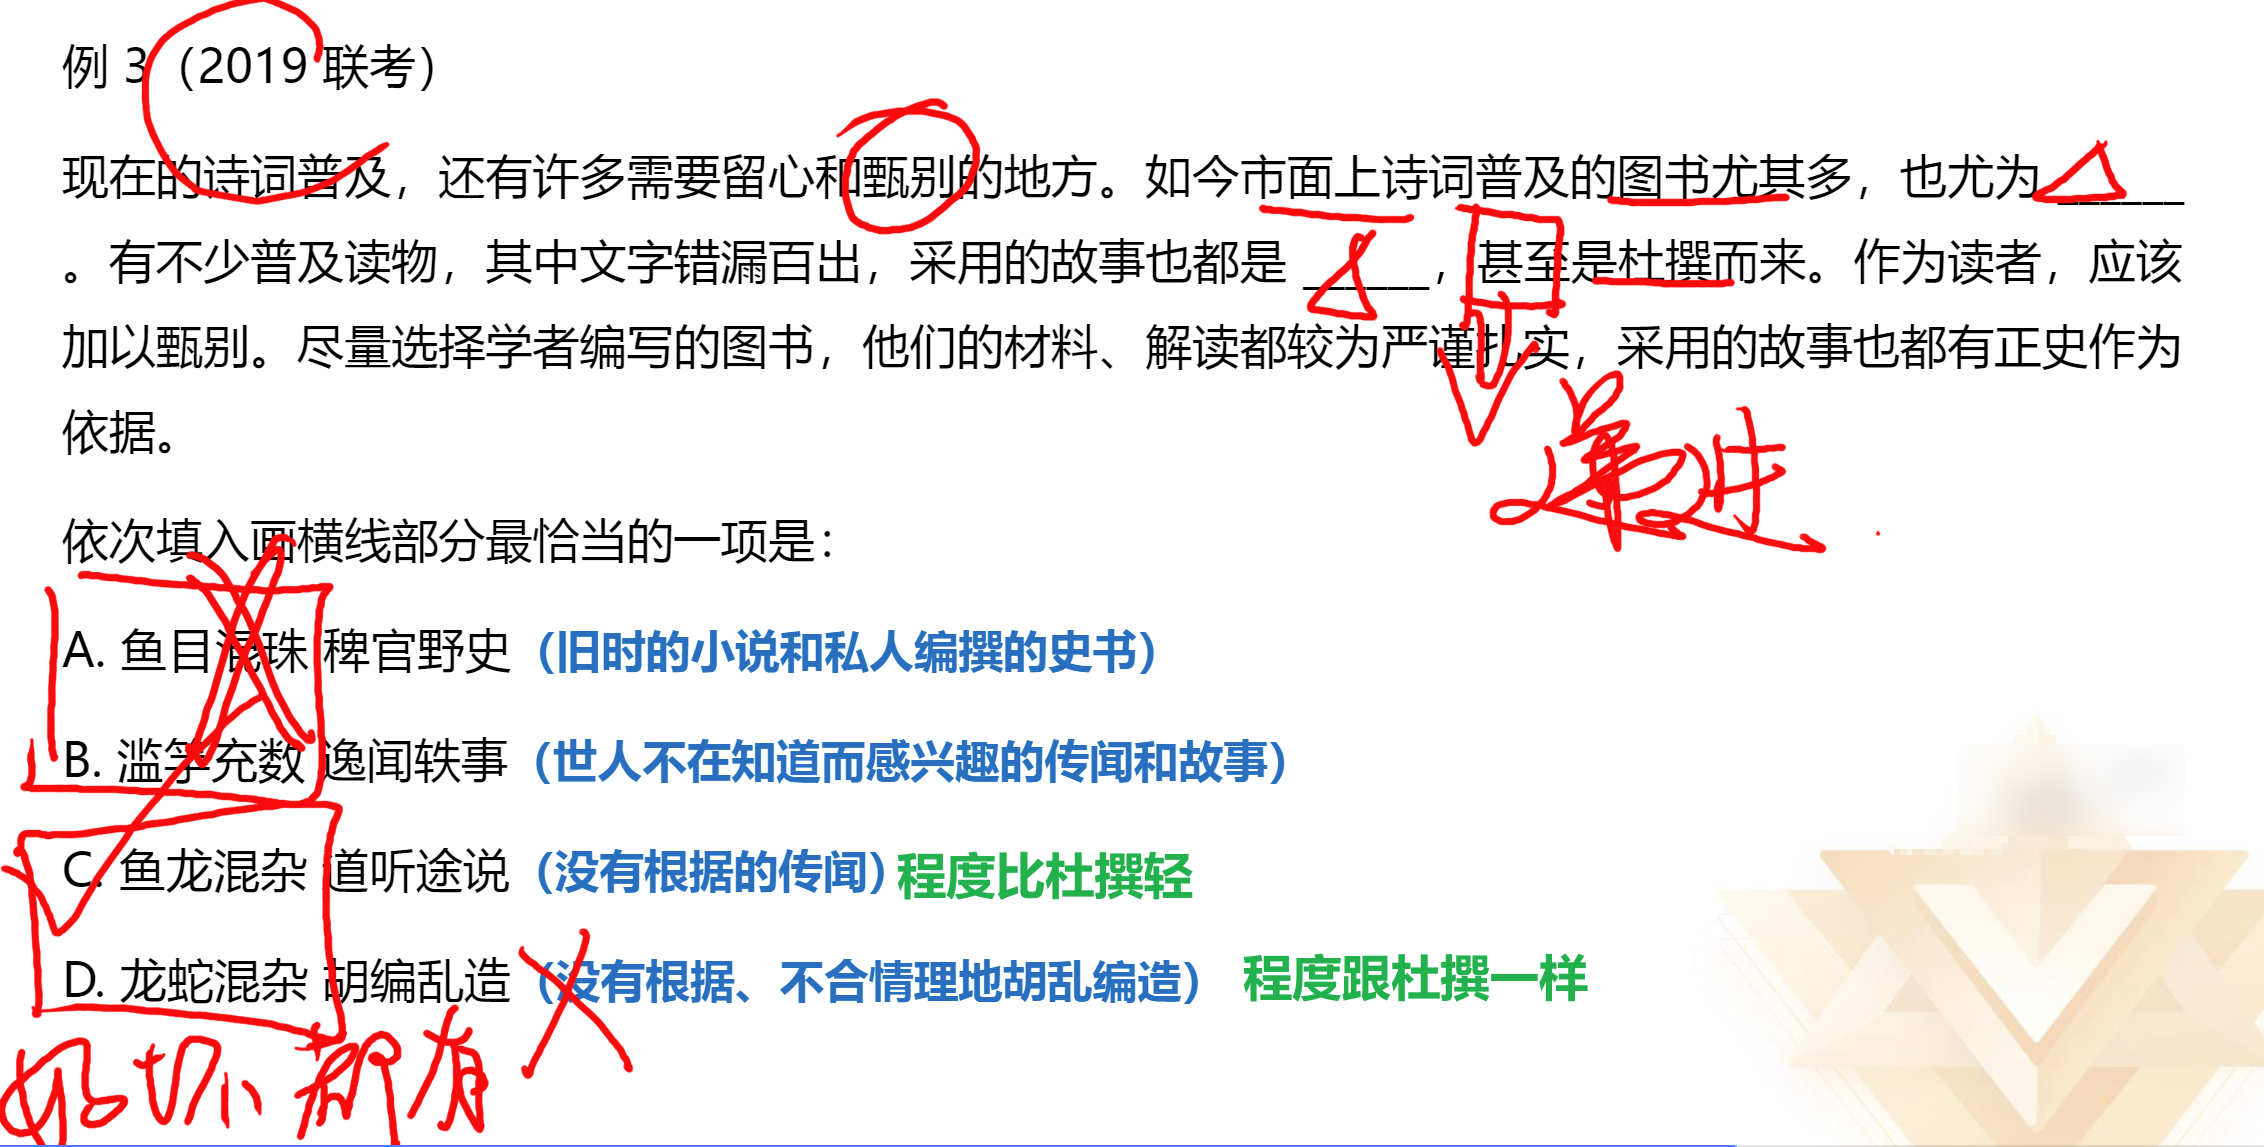 例 3（2019 联考）
现在的诗词普及，还有许多需要留心和甄别的地方。如今市面上诗词普及的图书尤其多，也尤为______
。有不少普及读物，其中文字错漏百出，采用的故事也都是 ______，甚至是杜撰而来。作为读者，应该
加以甄别。尽量选择学者编写的图书，他们的材料、解读都较为严谨扎实，采用的故事也都有正史作为
依据。
递进
依次填入画横线部分最恰当的一项是：
A. 鱼目混珠 稗官野史（旧时的小说和私人编撰的史书）
B. 滥竽充数 逸闻轶事（世人不在知道而感兴趣的传闻和故事）
C. 鱼龙混杂 道听途说（没有根据的传闻）程度比杜撰轻
D. 龙蛇混杂 胡编乱造（没有根据、不合情理地胡乱编造） 程度跟杜撰一样
好坏都有